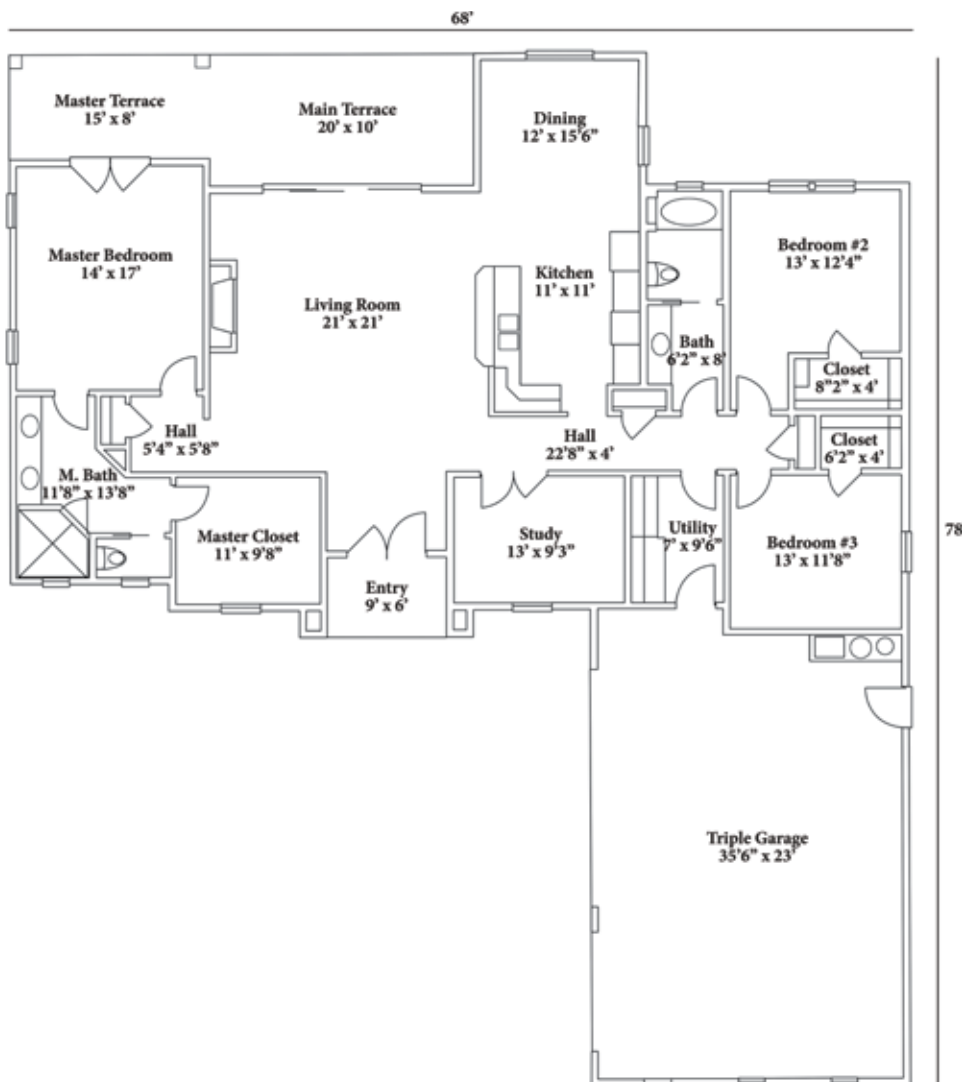 68'
Master Terrace
15' x 8'
Main Terrace
20' x 10'
Dining
12' x 15'6"
Master Bedroom
14' x 17'
Living Room
21' x 21'
Kitchen
11' x 11'
Bedroom #2
13' x 12'4"
Bath
6'2" x 8'
Closet
8"2" x 4'
Hall
5'4" x 5'8"
Hall
22'8" x 4'
Closet
6'2" x 4'
M. Bath
11'8" x 13'8"
Master Closet
11' x 9'8"
Study
13' x 9'3"
Utility
7' x 9'6"
Bedroom #3
13' x 11'8"
78
Entry
9' x 6'
Triple Garage
35'6" x 23'